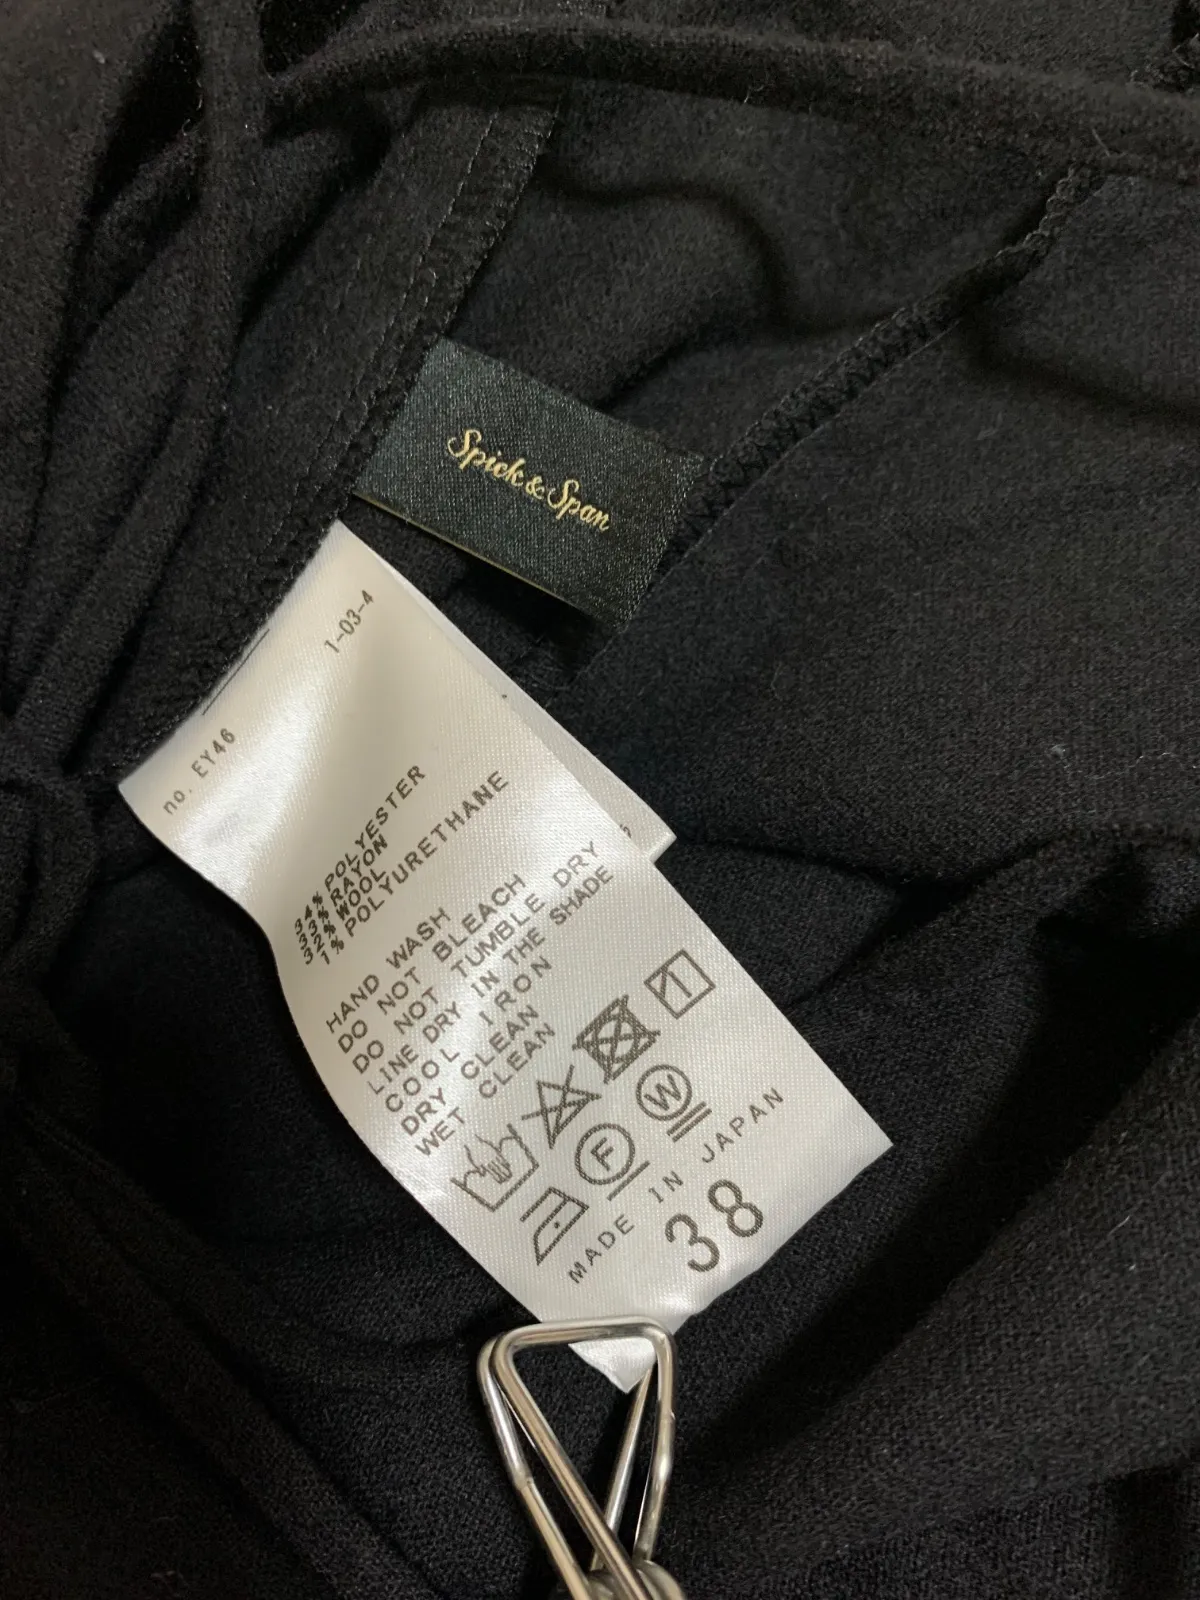 Spick & Span
1-03-4
no. EY46
34% POLYESTER
33% RAYON
32% WOOL
1% POLYURETHANE
HAND WASH
DO NOT BLEACH
DO NOT TUMBLE DRY
LINE DRY IN THE SHADE
COOL IRON
DRY CLEAN
WET CLEAN
F
W
MADE IN JAPAN
38